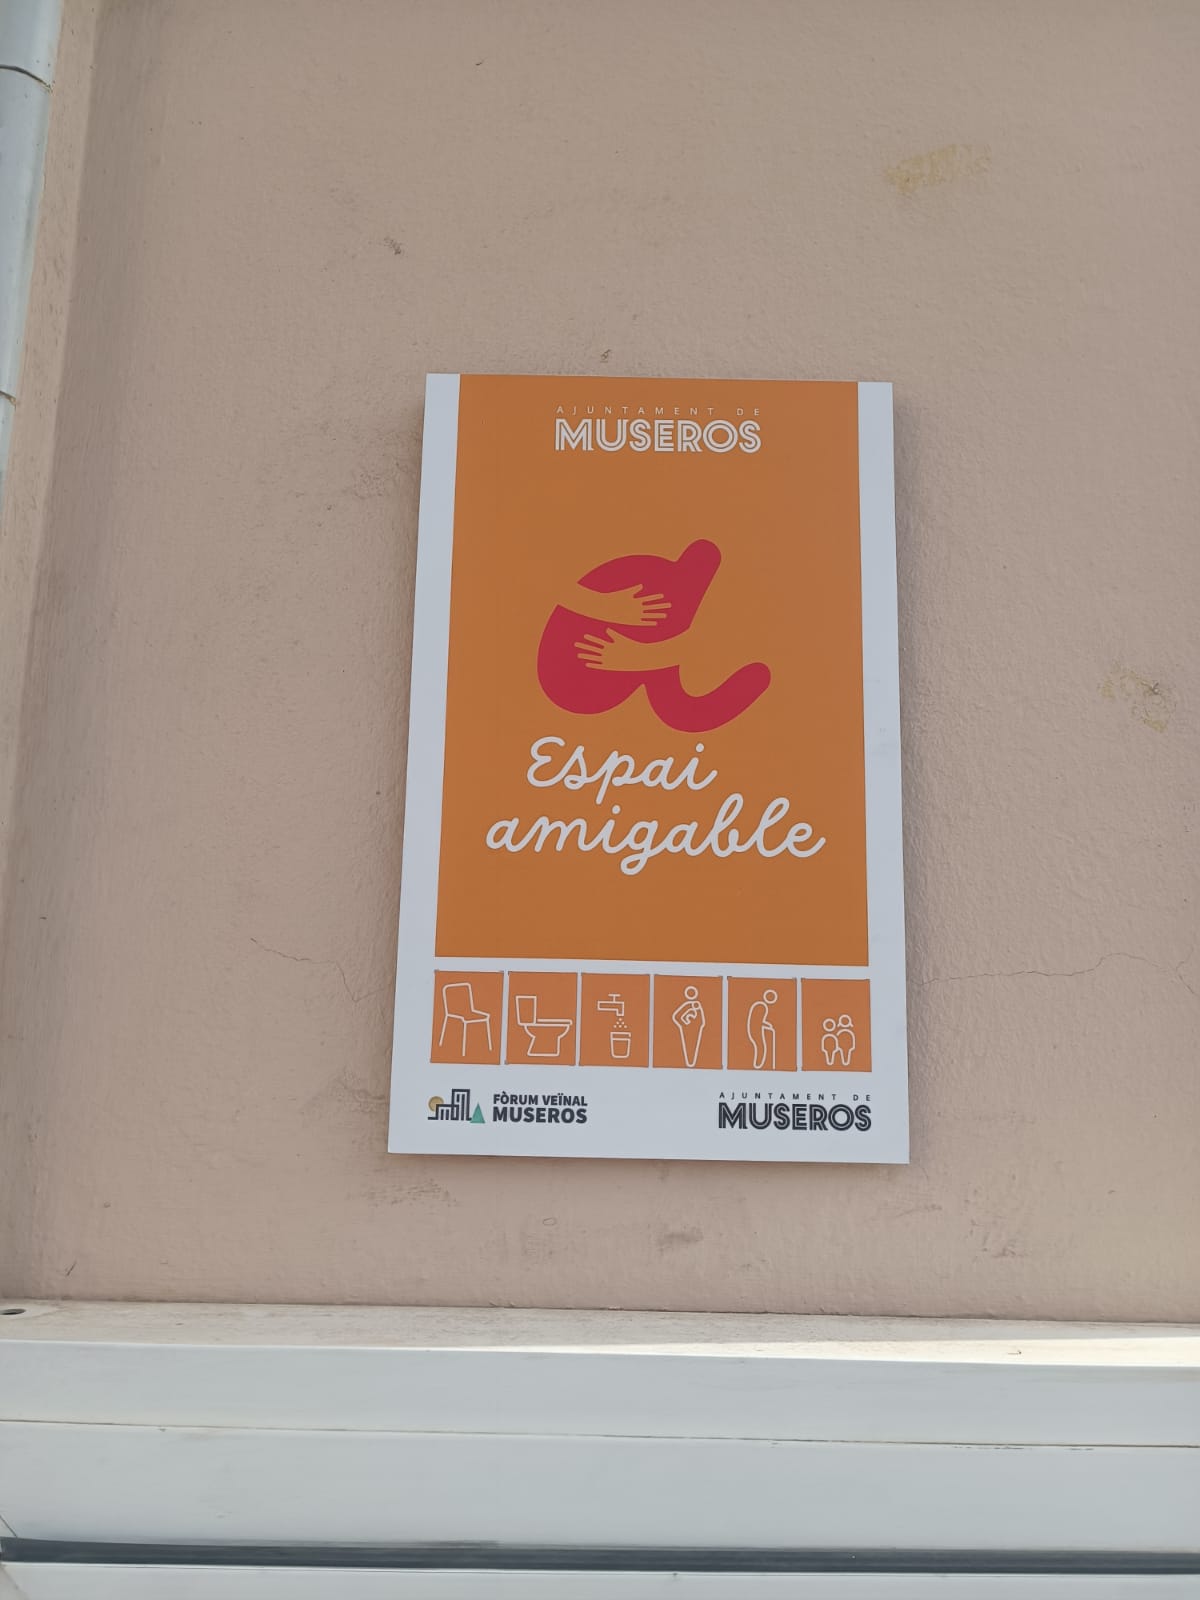 AJUNTAMENT DE
MUSEROS
Espai
amigable
FÒRUM VEÏNAL
MUSEROS
AJUNTAMENT DE
MUSEROS